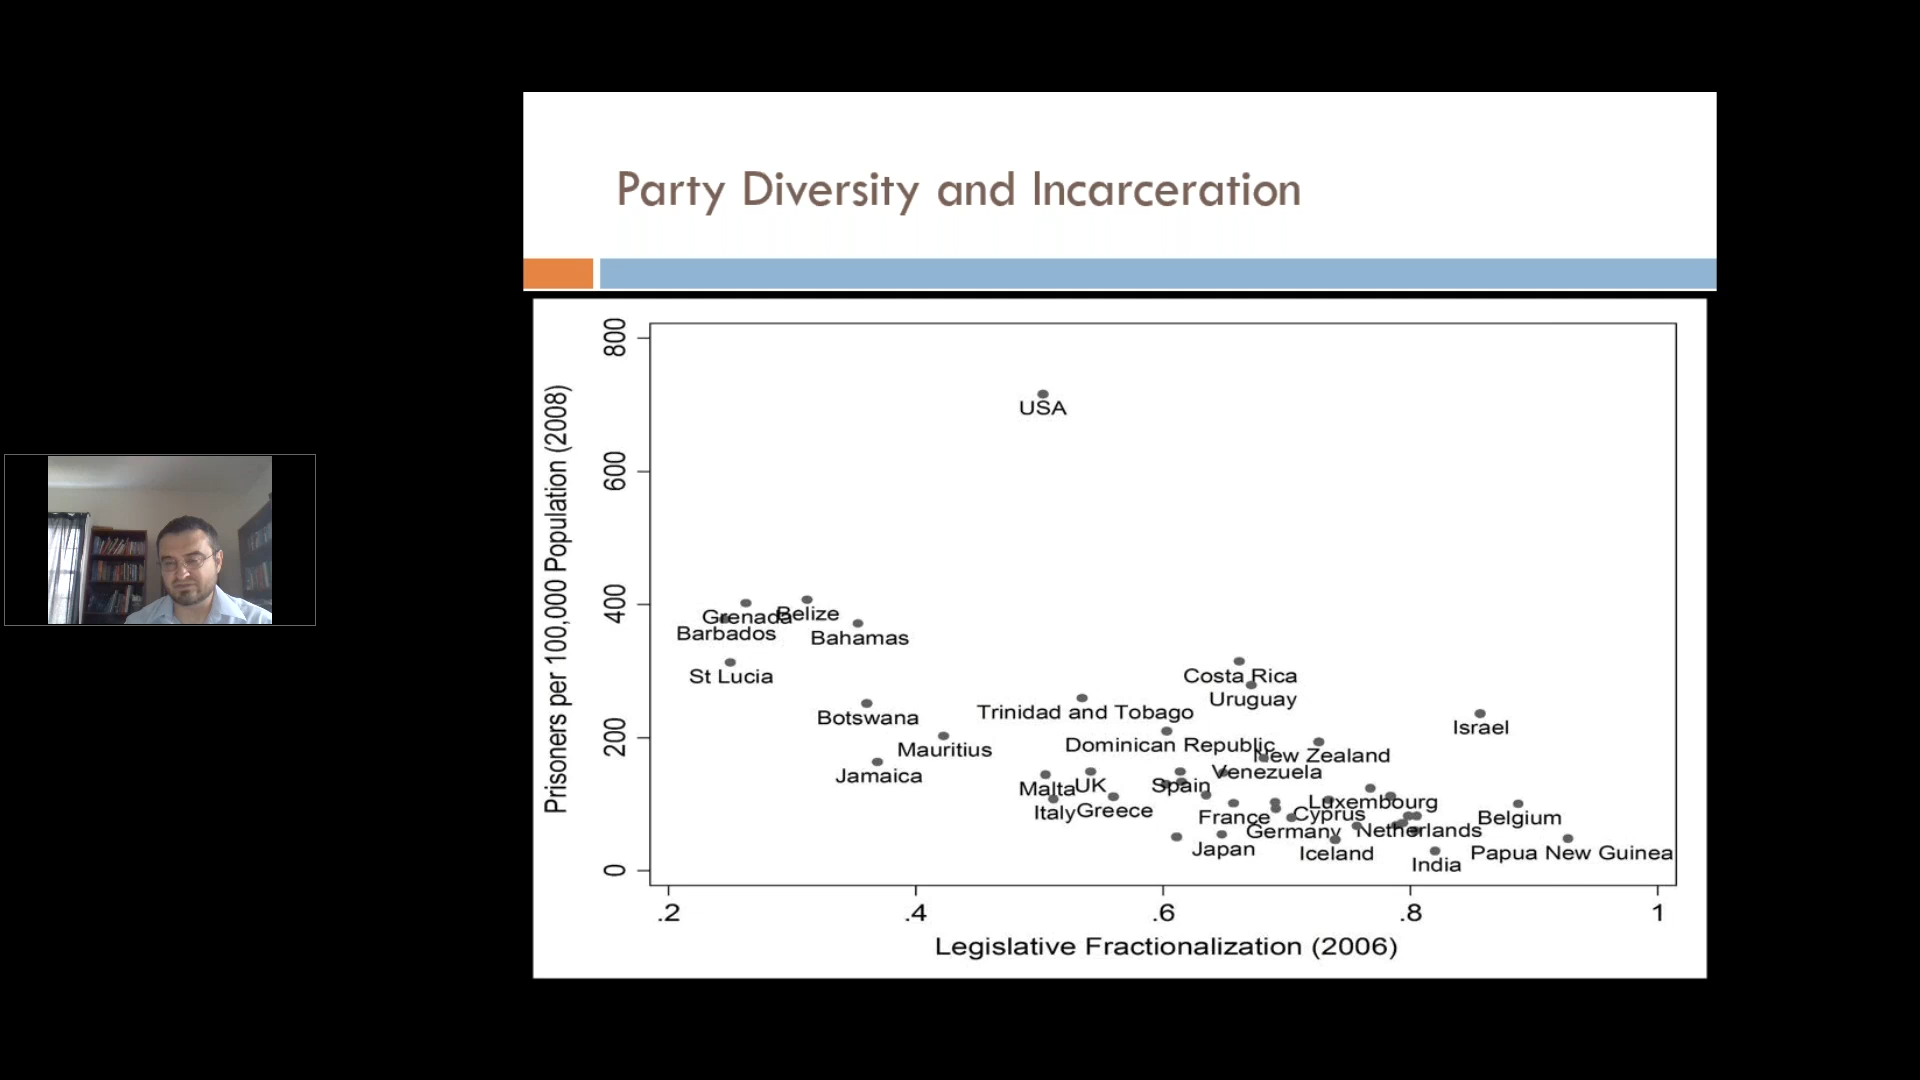 Party Diversity and Incarceration
Prisoners per 100,000 Population (2008)
800
600
400
200
0
USA
Grenada
Belize
Barbados
Bahamas
St Lucia
Costa Rica
Uruguay
Botswana
Trinidad and Tobago
Israel
Mauritius
Dominican Republic
New Zealand
Jamaica
Venezuela
Malta
UK
Spain
Luxembourg
Italy
Greece
France
Cyprus
Belgium
Germany
Netherlands
Japan
Iceland
India
Papua New Guinea
.2
.4
.6
.8
1
Legislative Fractionalization (2006)